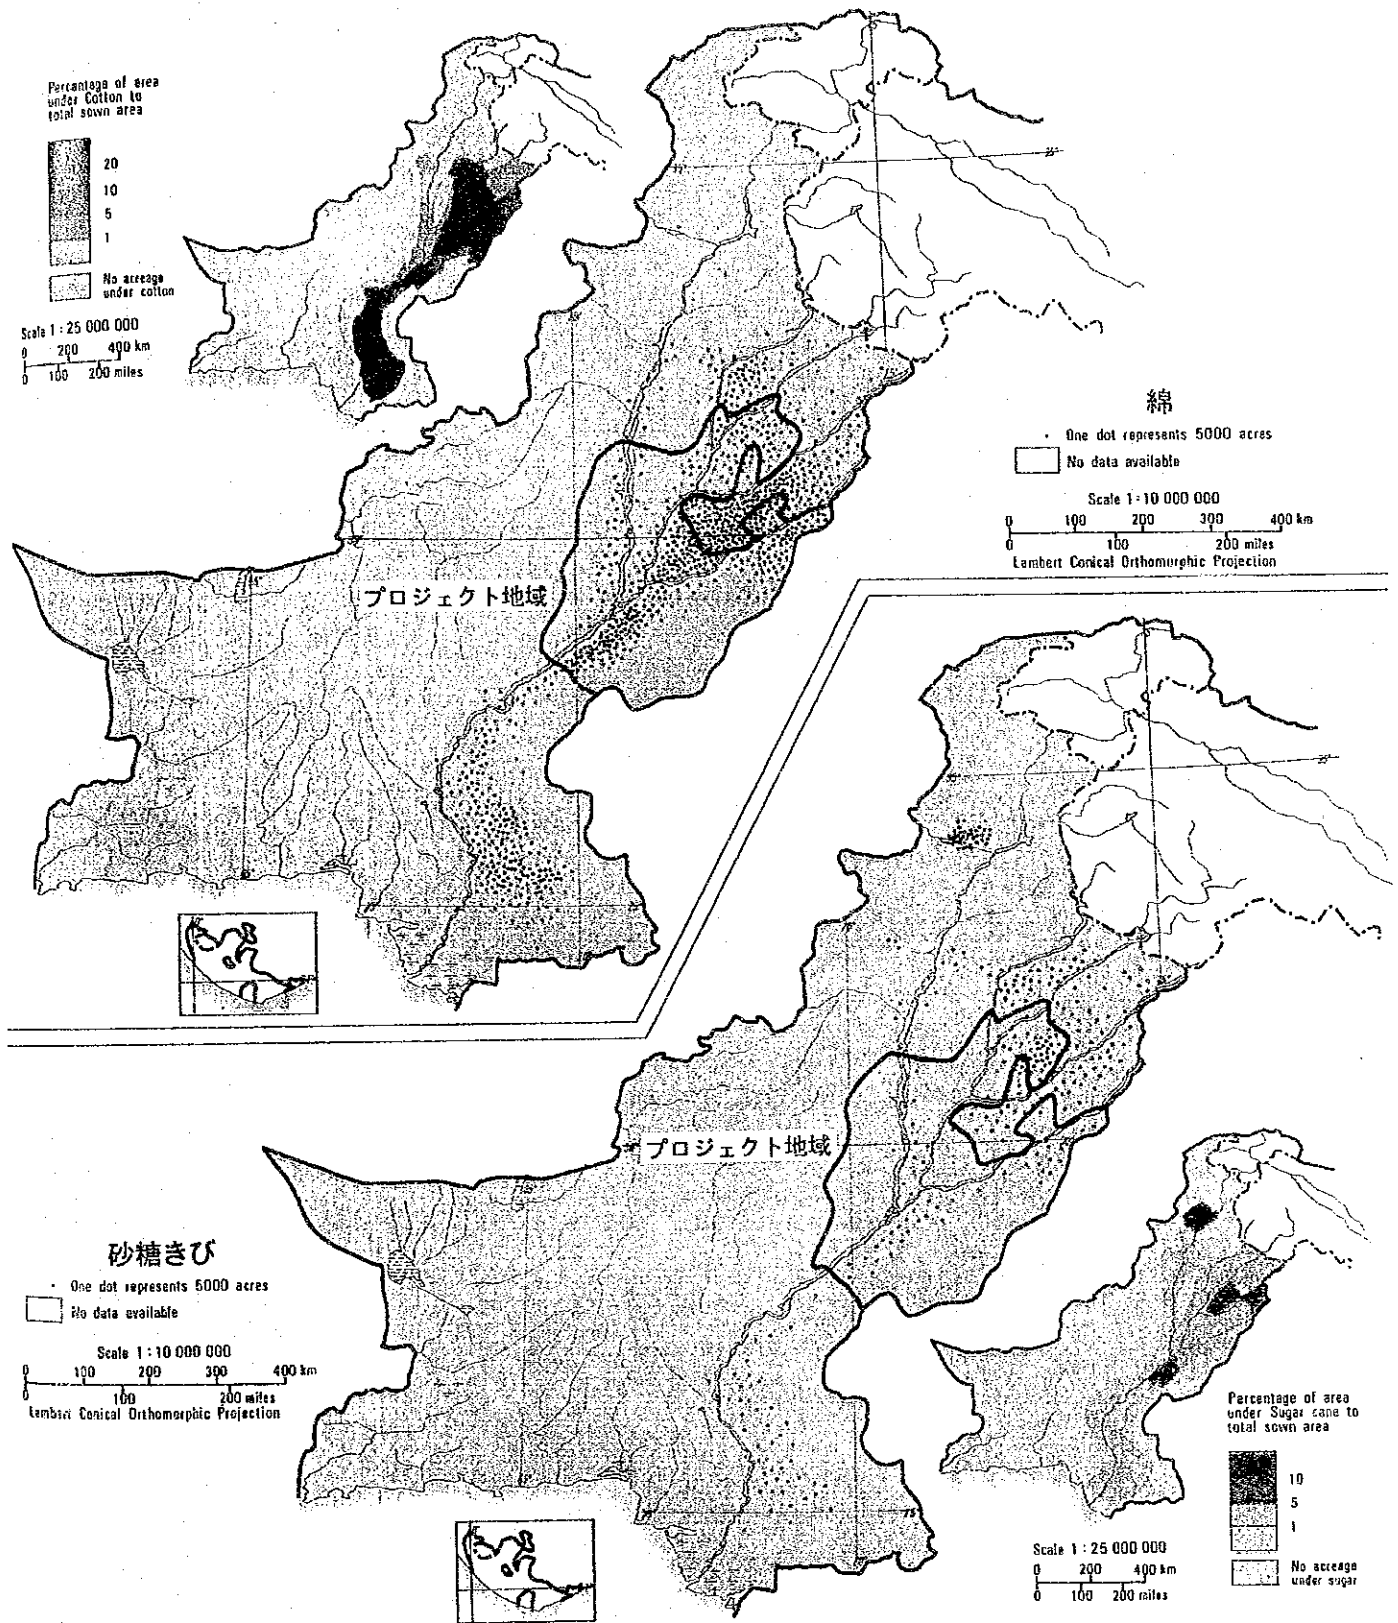 Percentage of area
under Cotton to
total sown area
20
10
5
1
No acreage
under cotton
Scale 1 : 25 000 000
0 200 400 km
0 100 200 miles
綿
One dot represents 5000 acres
No data available
Scale 1 : 10 000 000
0 100 200 300 400 km
0 100 200 miles
Lambert Conical Orthomorphic Projection
プロジェクト地域
プロジェクト地域
砂糖きび
One dot represents 5000 acres
No data available
Scale 1 : 10 000 000
0 100 200 300 400 km
0 100 200 miles
Lambert Conical Orthomorphic Projection
Percentage of area
under Sugar cane to
total sown area
10
5
1
No acreage
under sugar
Scale 1 : 25 000 000
0 200 400 km
0 100 200 miles